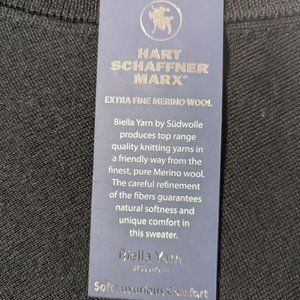 HART
SCHAFFNER
MARX®
EXTRA FINE MERINO WOOL
Biella Yarn by Südwolle
produces top range
quality knitting yarns in
a friendly way from the
finest, pure Merino wool.
The careful refinement
of the fibers guarantees
natural softness and
unique comfort in
this sweater.
Biella Yarn
Soft Luxurious Comfort